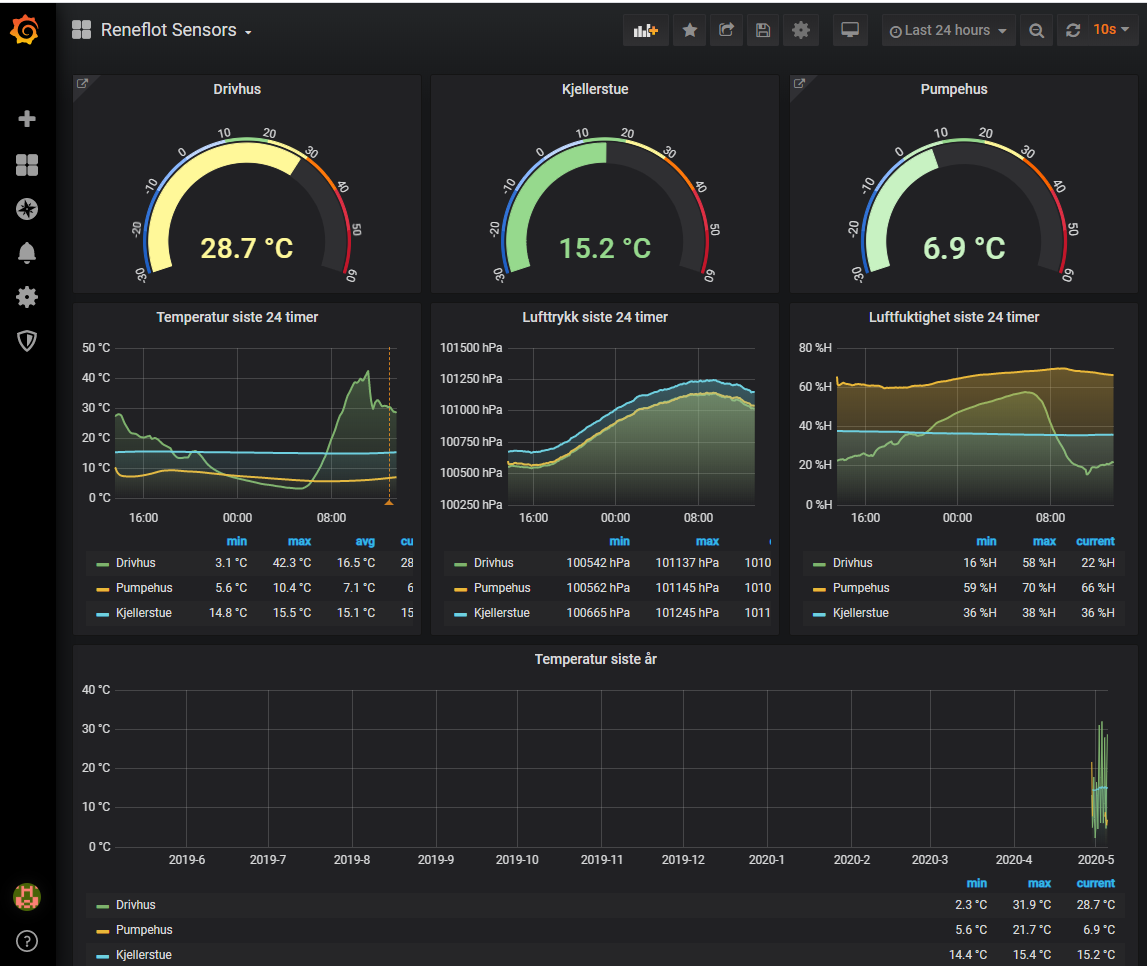 Reneflot Sensors
Last 24 hours
10s
Drivhus
-30 -20 -10 0 10 20 30 40 50 60
28.7 °C
Kjellerstue
-30 -20 -10 0 10 20 30 40 50 60
15.2 °C
Pumpehus
-30 -20 -10 0 10 20 30 40 50 60
6.9 °C
Temperatur siste 24 timer
50 °C
40 °C
30 °C
20 °C
10 °C
0 °C
16:00 00:00 08:00
min max avg cu
Drivhus 3.1 °C 42.3 °C 16.5 °C 28
Pumpehus 5.6 °C 10.4 °C 7.1 °C 6
Kjellerstue 14.8 °C 15.5 °C 15.1 °C 15
Lufttrykk siste 24 timer
101500 hPa
101250 hPa
101000 hPa
100750 hPa
100500 hPa
100250 hPa
16:00 00:00 08:00
min max
Drivhus 100542 hPa 101137 hPa 1010
Pumpehus 100562 hPa 101145 hPa 1010
Kjellerstue 100665 hPa 101245 hPa 1011
Luftfuktighet siste 24 timer
80 %H
60 %H
40 %H
20 %H
0 %H
16:00 00:00 08:00
min max current
Drivhus 16 %H 58 %H 22 %H
Pumpehus 59 %H 70 %H 66 %H
Kjellerstue 36 %H 38 %H 36 %H
Temperatur siste år
40 °C
30 °C
20 °C
10 °C
0 °C
2019-6 2019-7 2019-8 2019-9 2019-10 2019-11 2019-12 2020-1 2020-2 2020-3 2020-4 2020-5
min max current
Drivhus 2.3 °C 31.9 °C 28.7 °C
Pumpehus 5.6 °C 21.7 °C 6.9 °C
Kjellerstue 14.4 °C 15.4 °C 15.2 °C